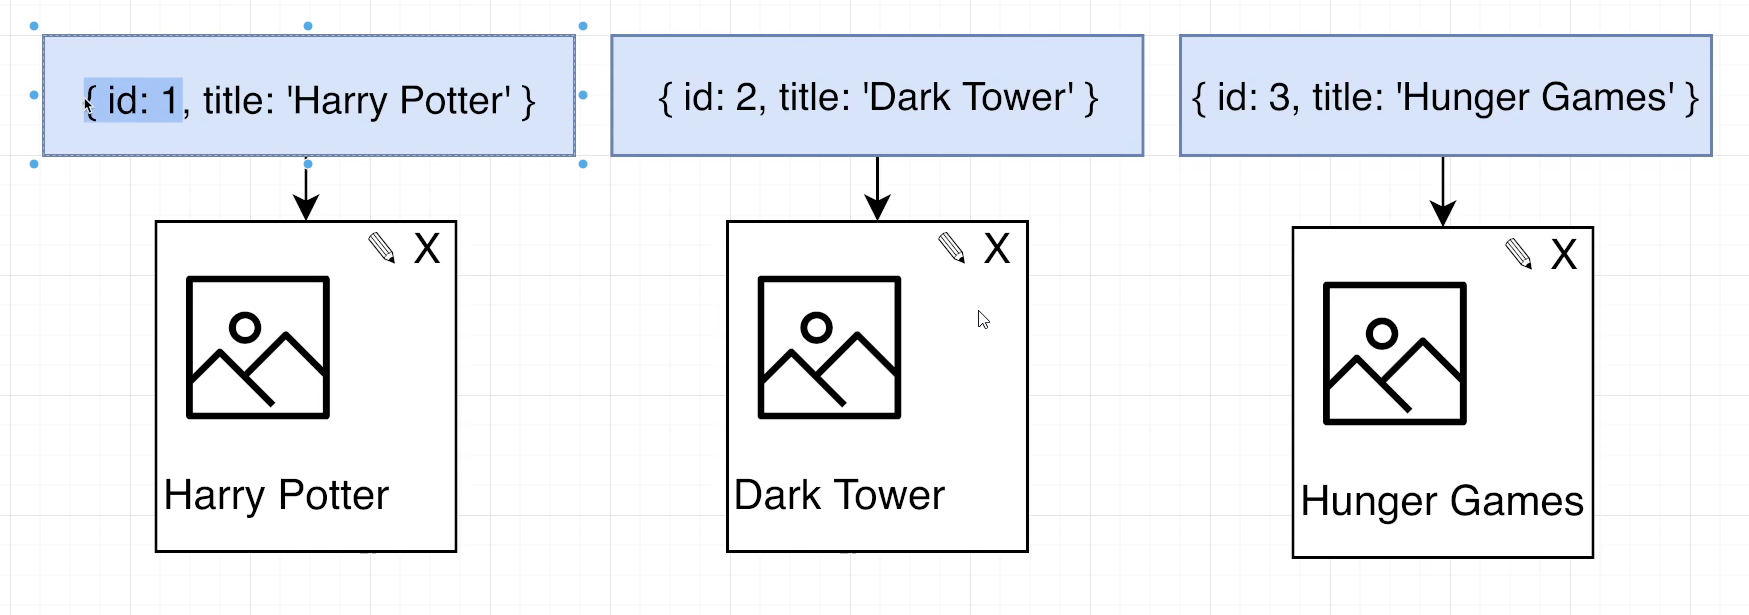 { id: 1, title: 'Harry Potter' }
{ id: 2, title: 'Dark Tower' }
{ id: 3, title: 'Hunger Games' }
X
X
X
Harry Potter
Dark Tower
Hunger Games